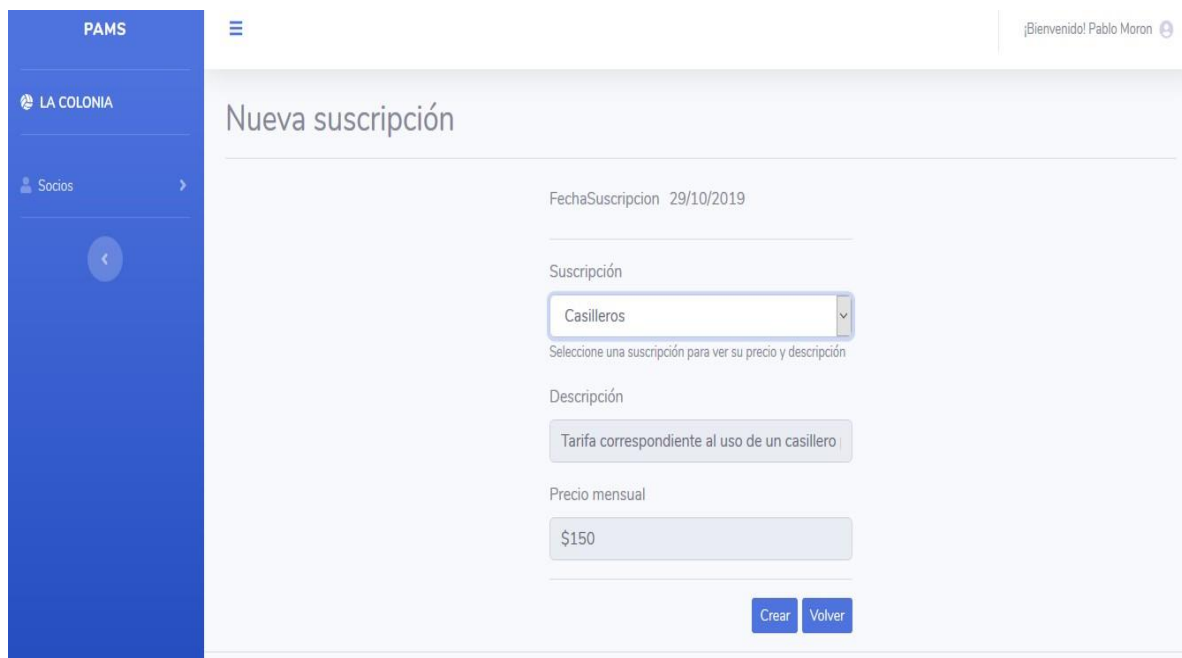 PAMS
¡Bienvenido! Pablo Moron
LA COLONIA
Nueva suscripción
Socios
FechaSuscripcion 29/10/2019
Suscripción
Casilleros
Seleccione una suscripción para ver su precio y descripción
Descripción
Tarifa correspondiente al uso de un casillero
Precio mensual
$150
Crear Volver